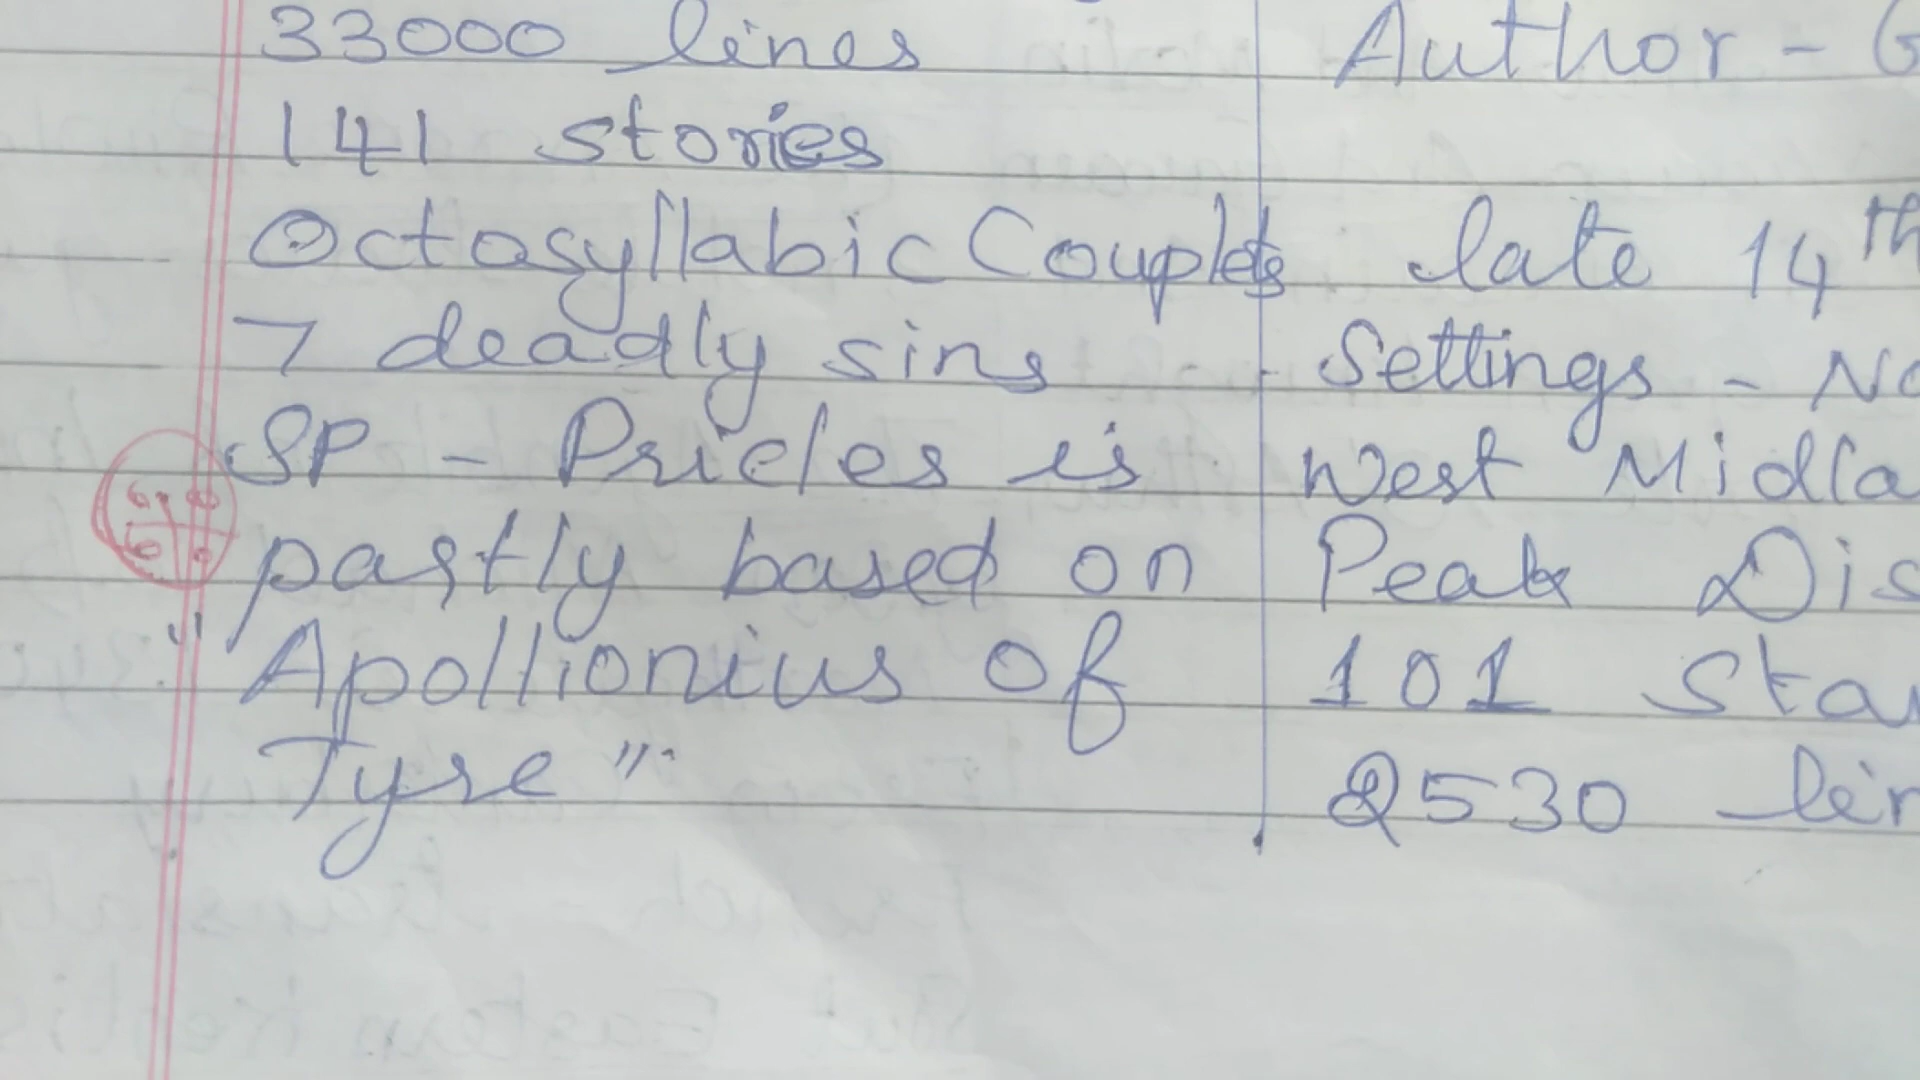 33000 lines
141 stories
Octosyllabic Couplets
7 deadly sins
SP - Pricles is
partly based on
"Apollionius of
Tyre"
Author - G
late 14th
Settings - No
West Midla
Peak Dis
101 Sta
2530 lin